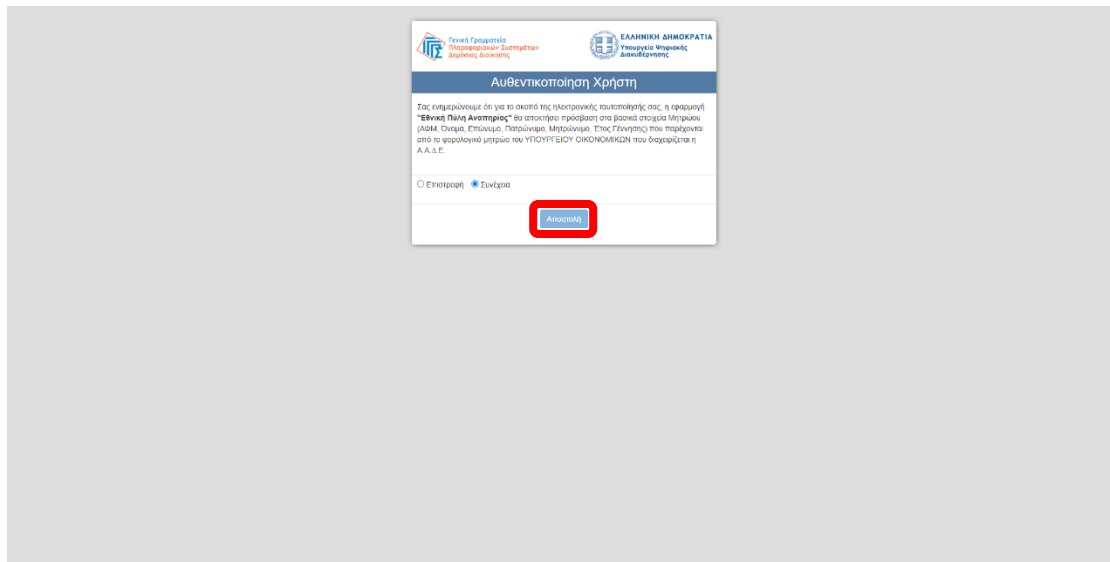 Γενική Γραμματεία
Πληροφοριακών Συστημάτων
Δημόσιας Διοίκησης
ΕΛΛΗΝΙΚΗ ΔΗΜΟΚΡΑΤΙΑ
Υπουργείο Ψηφιακής
Διακυβέρνησης
Αυθεντικοποίηση Χρήστη
Σας ενημερώνουμε ότι για το σκοπό της ηλεκτρονικής ταυτοποίησής σας, η εφαρμογή
"Εθνική Πύλη Αναπηρίας" θα αποκτήσει πρόσβαση στα βασικά στοιχεία Μητρώου
(ΑΦΜ, Όνομα, Επώνυμο, Πατρώνυμο, Μητρώνυμο, Έτος Γέννησης) που παρέχονται
από το φορολογικό μητρώο του ΥΠΟΥΡΓΕΙΟΥ ΟΙΚΟΝΟΜΙΚΩΝ που διαχειρίζεται η
Α.Α.Δ.Ε.
Επιστροφή Συνέχεια
Αποστολή